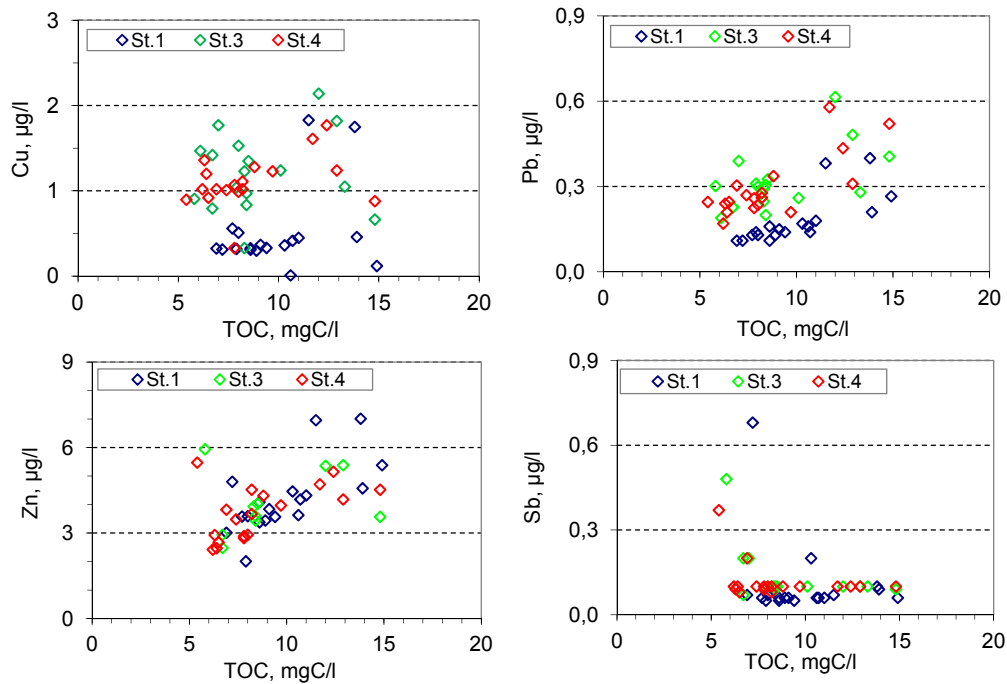 3
St.1 St.3 St.4
2
Cu, µg/l
1
0
0 5 10 15 20
TOC, mgC/l
0,9
St.1 St.3 St.4
0,6
Pb, µg/l
0,3
0,0
0 5 10 15 20
TOC, mgC/l
9
St.1 St.3 St.4
6
Zn, µg/l
3
0
0 5 10 15 20
TOC, mgC/l
0,9
St.1 St.3 St.4
0,6
Sb, µg/l
0,3
0,0
0 5 10 15 20
TOC, mgC/l